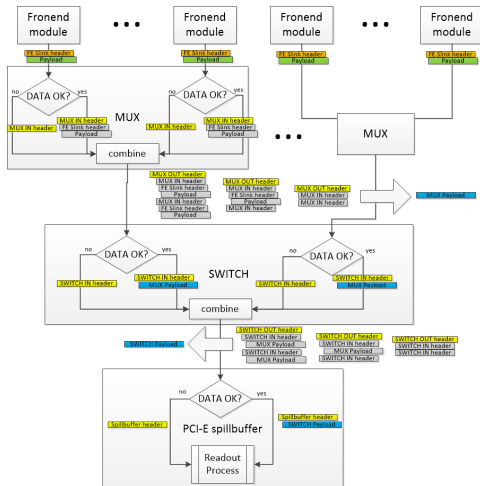 Fronend
module
Fronend
module
Fronend
module
Fronend
module
FE Slink header
Payload
FE Slink header
Payload
FE Slink header
Payload
FE Slink header
Payload
DATA OK?
no
yes
DATA OK?
no
yes
MUX
MUX IN header
MUX IN header
FE Slink header
Payload
MUX IN header
MUX IN header
FE Slink header
Payload
combine
MUX
MUX OUT header
MUX IN header
FE Slink header
Payload
MUX IN header
FE Slink header
Payload
MUX OUT header
MUX IN header
FE Slink header
Payload
MUX IN header
MUX OUT header
MUX IN header
MUX IN header
MUX Payload
DATA OK?
no
yes
DATA OK?
no
yes
SWITCH
SWITCH IN header
SWITCH IN header
MUX Payload
SWITCH IN header
SWITCH IN header
MUX Payload
combine
SWITCH Payload
SWITCH OUT header
SWITCH IN header
MUX Payload
SWITCH IN header
MUX Payload
SWITCH OUT header
SWITCH IN header
MUX Payload
SWITCH IN header
SWITCH OUT header
SWITCH IN header
SWITCH IN header
no
yes
DATA OK?
PCI-E spillbuffer
Spillbuffer header
Spillbuffer header
SWITCH Payload
Readout
Process